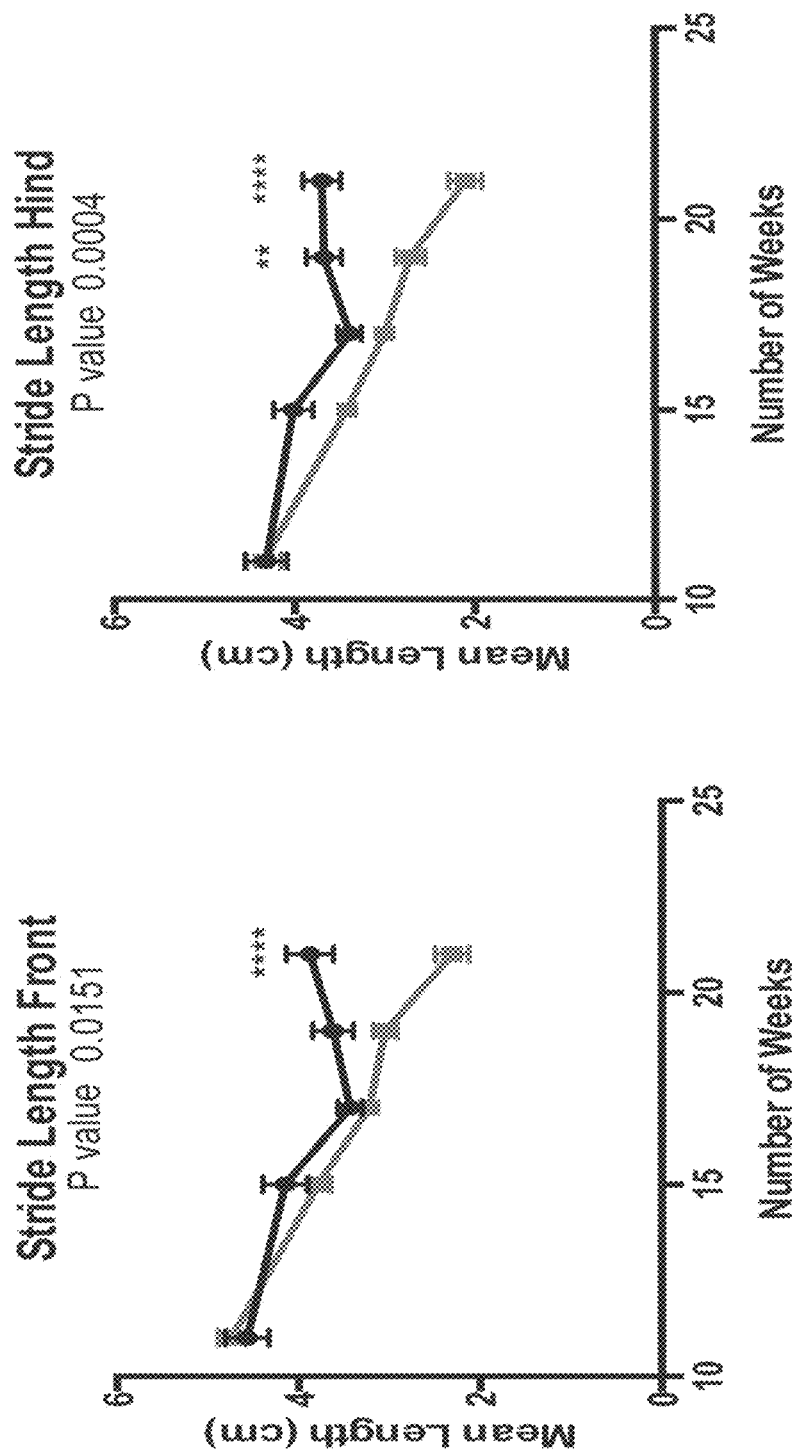 Stride Length Front
P value 0.0151
****
Mean Length (cm)
6
4
2
0
10
15
20
25
Number of Weeks
Stride Length Hind
P value 0.0004
**
****
Mean Length (cm)
6
4
2
0
10
15
20
25
Number of Weeks